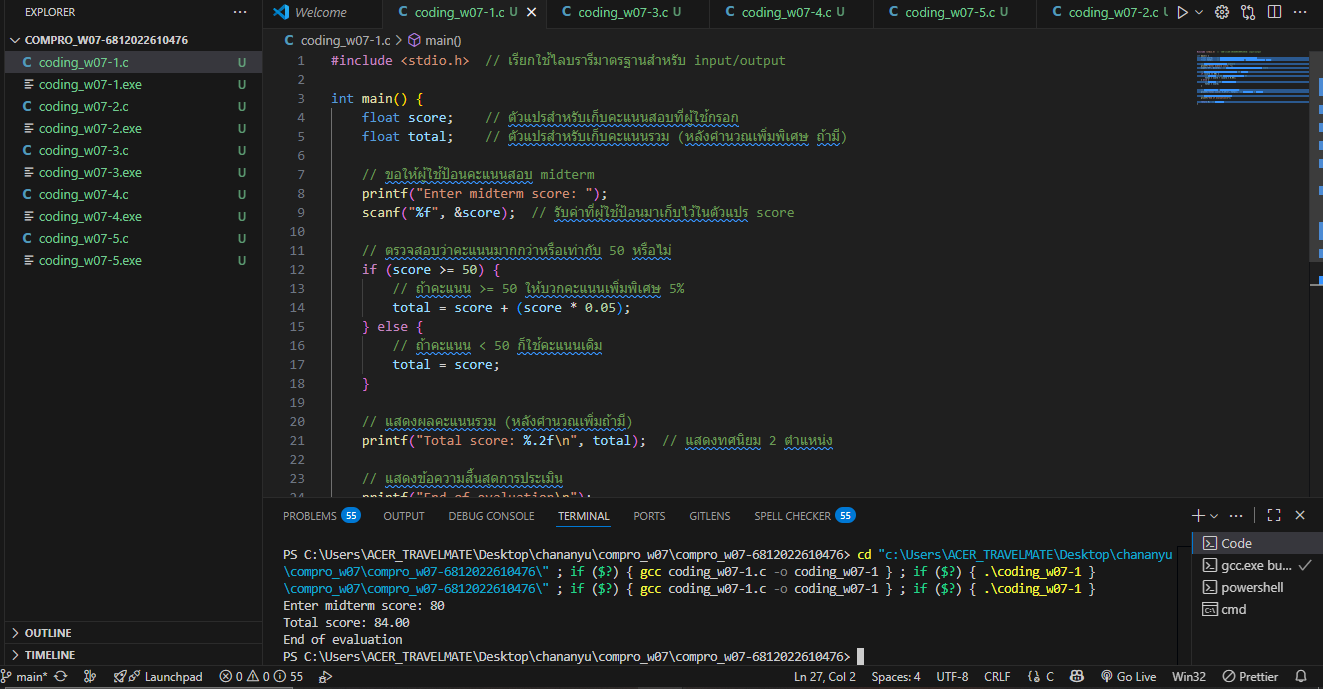 EXPLORER
Welcome
coding_w07-1.c U
coding_w07-3.c U
coding_w07-4.c U
coding_w07-5.c U
coding_w07-2.c
COMPRO_W07-6812022610476
coding_w07-1.c U
coding_w07-1.exe U
coding_w07-2.c U
coding_w07-2.exe U
coding_w07-3.c U
coding_w07-3.exe U
coding_w07-4.c U
coding_w07-4.exe U
coding_w07-5.c U
coding_w07-5.exe U
OUTLINE
TIMELINE
C coding_w07-1.c > main()
1 #include <stdio.h>  // เรียกใช้ไลบรารีมาตรฐานสำหรับ input/output
2
3 int main() {
4     float score;    // ตัวแปรสำหรับเก็บคะแนนสอบที่ผู้ใช้กรอก
5     float total;    // ตัวแปรสำหรับเก็บคะแนนรวม (หลังคำนวณเพิ่มพิเศษ ถ้ามี)
6
7     // ขอให้ผู้ใช้ป้อนคะแนนสอบ midterm
8     printf("Enter midterm score: ");
9     scanf("%f", &score);  // รับค่าที่ผู้ใช้ป้อนมาเก็บไว้ในตัวแปร score
10
11     // ตรวจสอบว่าคะแนนมากกว่าหรือเท่ากับ 50 หรือไม่
12     if (score >= 50) {
13         // ถ้าคะแนน >= 50 ให้บวกคะแนนเพิ่มพิเศษ 5%
14         total = score + (score * 0.05);
15     } else {
16         // ถ้าคะแนน < 50 ก็ใช้คะแนนเดิม
17         total = score;
18     }
19
20     // แสดงผลคะแนนรวม (หลังคำนวณเพิ่มถ้ามี)
21     printf("Total score: %.2f\n", total);  // แสดงทศนิยม 2 ตำแหน่ง
22
23     // แสดงข้อความสิ้นสุดการประเมิน
24     printf("End of evaluation\n");
PROBLEMS 55 OUTPUT DEBUG CONSOLE TERMINAL PORTS GITLENS SPELL CHECKER 55
PS C:\Users\ACER_TRAVELMATE\Desktop\chananyu\compro_w07\compro_w07-6812022610476> cd "c:\Users\ACER_TRAVELMATE\Desktop\chananyu
\compro_w07\compro_w07-6812022610476\" ; if ($?) { gcc coding_w07-1.c -o coding_w07-1 } ; if ($?) { .\coding_w07-1 }
\compro_w07\compro_w07-6812022610476\" ; if ($?) { gcc coding_w07-1.c -o coding_w07-1 } ; if ($?) { .\coding_w07-1 }
Enter midterm score: 80
Total score: 84.00
End of evaluation
PS C:\Users\ACER_TRAVELMATE\Desktop\chananyu\compro_w07\compro_w07-6812022610476>
Code
gcc.exe bu...
powershell
cmd
main* Launchpad 0 0 55 Ln 27, Col 2 Spaces: 4 UTF-8 CRLF C Go Live Win32 Prettier